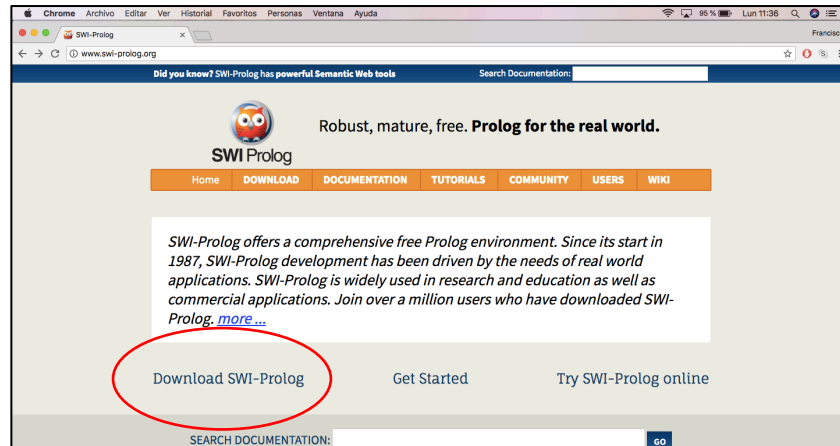 Chrome Archivo Editar Ver Historial Favoritos Personas Ventana Ayuda 95 % Lun 11:36
SWI-Prolog Francisc
www.swi-prolog.org
Did you know? SWI-Prolog has powerful Semantic Web tools Search Documentation:
Robust, mature, free. Prolog for the real world.
SWI Prolog
Home DOWNLOAD DOCUMENTATION TUTORIALS COMMUNITY USERS WIKI
SWI-Prolog offers a comprehensive free Prolog environment. Since its start in
1987, SWI-Prolog development has been driven by the needs of real world
applications. SWI-Prolog is widely used in research and education as well as
commercial applications. Join over a million users who have downloaded SWI-
Prolog. more ...
Download SWI-Prolog Get Started Try SWI-Prolog online
SEARCH DOCUMENTATION: GO